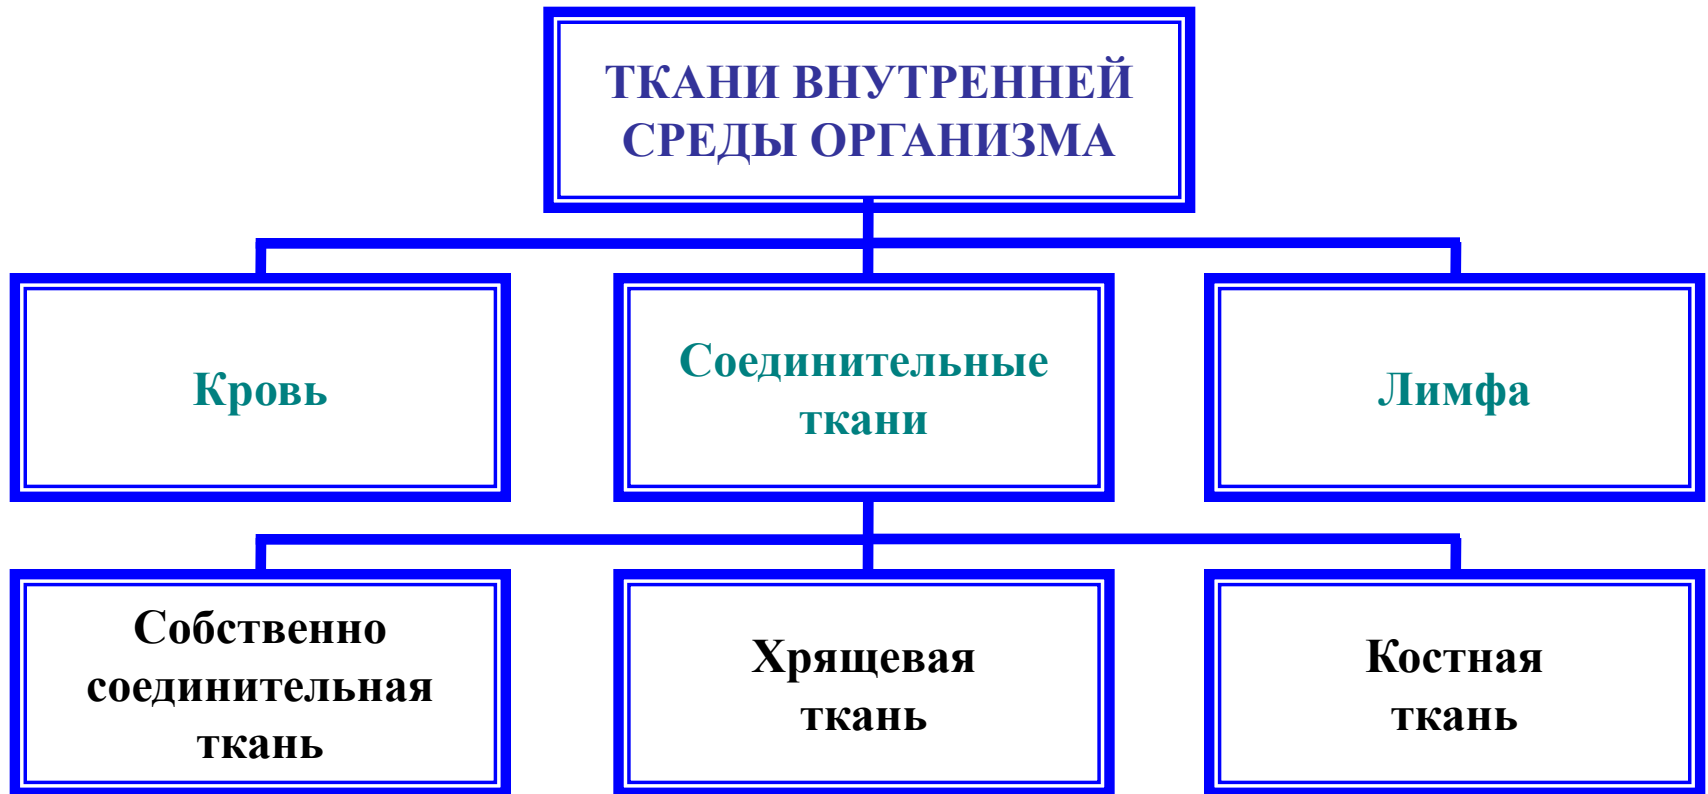 ТКАНИ ВНУТРЕННЕЙ
СРЕДЫ ОРГАНИЗМА
Кровь
Соединительные
ткани
Лимфа
Собственно
соединительная
ткань
Хрящевая
ткань
Костная
ткань